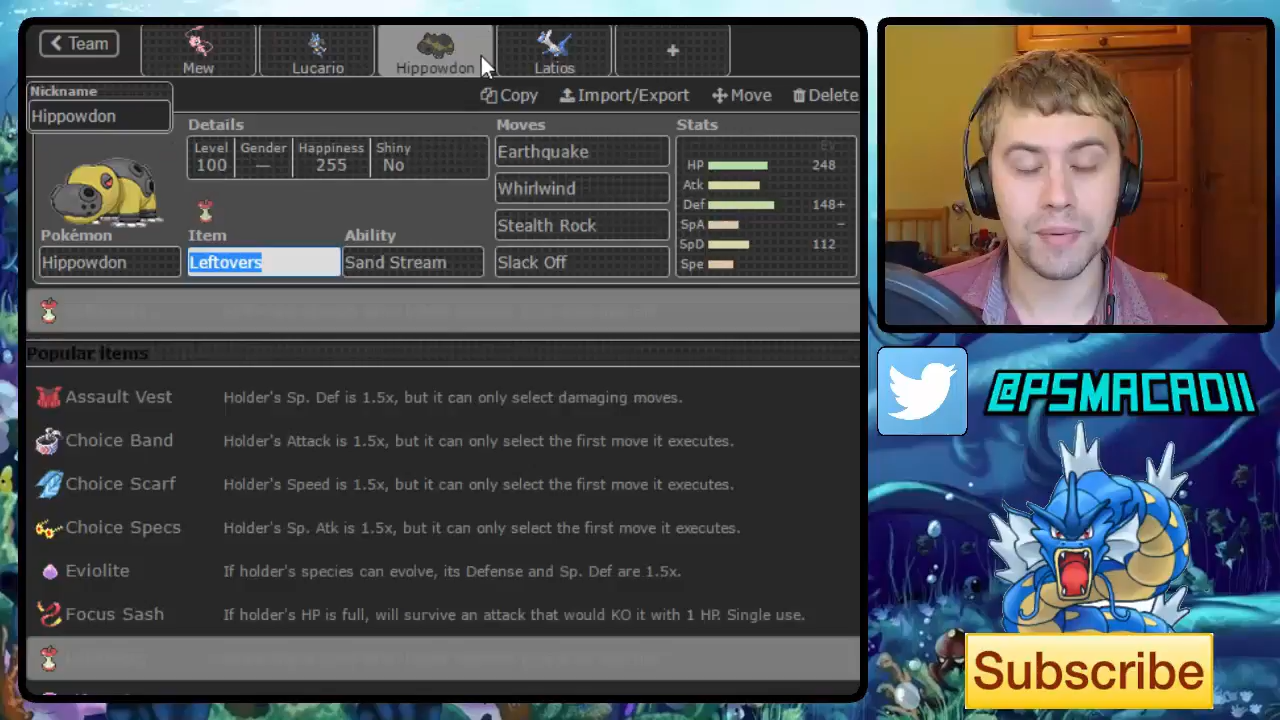 Team
Mew
Lucario
Hippowdon
Latios
+
Copy
Import/Export
Move
Delete
Nickname
Hippowdon
Details
Level
100
Gender
—
Happiness
255
Shiny
No
Pokémon
Hippowdon
Item
Leftovers
Ability
Sand Stream
Moves
Earthquake
Whirlwind
Stealth Rock
Slack Off
Stats
EV
HP 248
Atk
Def 148+
SpA –
SpD 112
Spe
Popular items
Assault Vest Holder's Sp. Def is 1.5x, but it can only select damaging moves.
Choice Band Holder's Attack is 1.5x, but it can only select the first move it executes.
Choice Scarf Holder's Speed is 1.5x, but it can only select the first move it executes.
Choice Specs Holder's Sp. Atk is 1.5x, but it can only select the first move it executes.
Eviolite If holder's species can evolve, its Defense and Sp. Def are 1.5x.
Focus Sash If holder's HP is full, will survive an attack that would KO it with 1 HP. Single use.
@PSMACADII
Subscribe